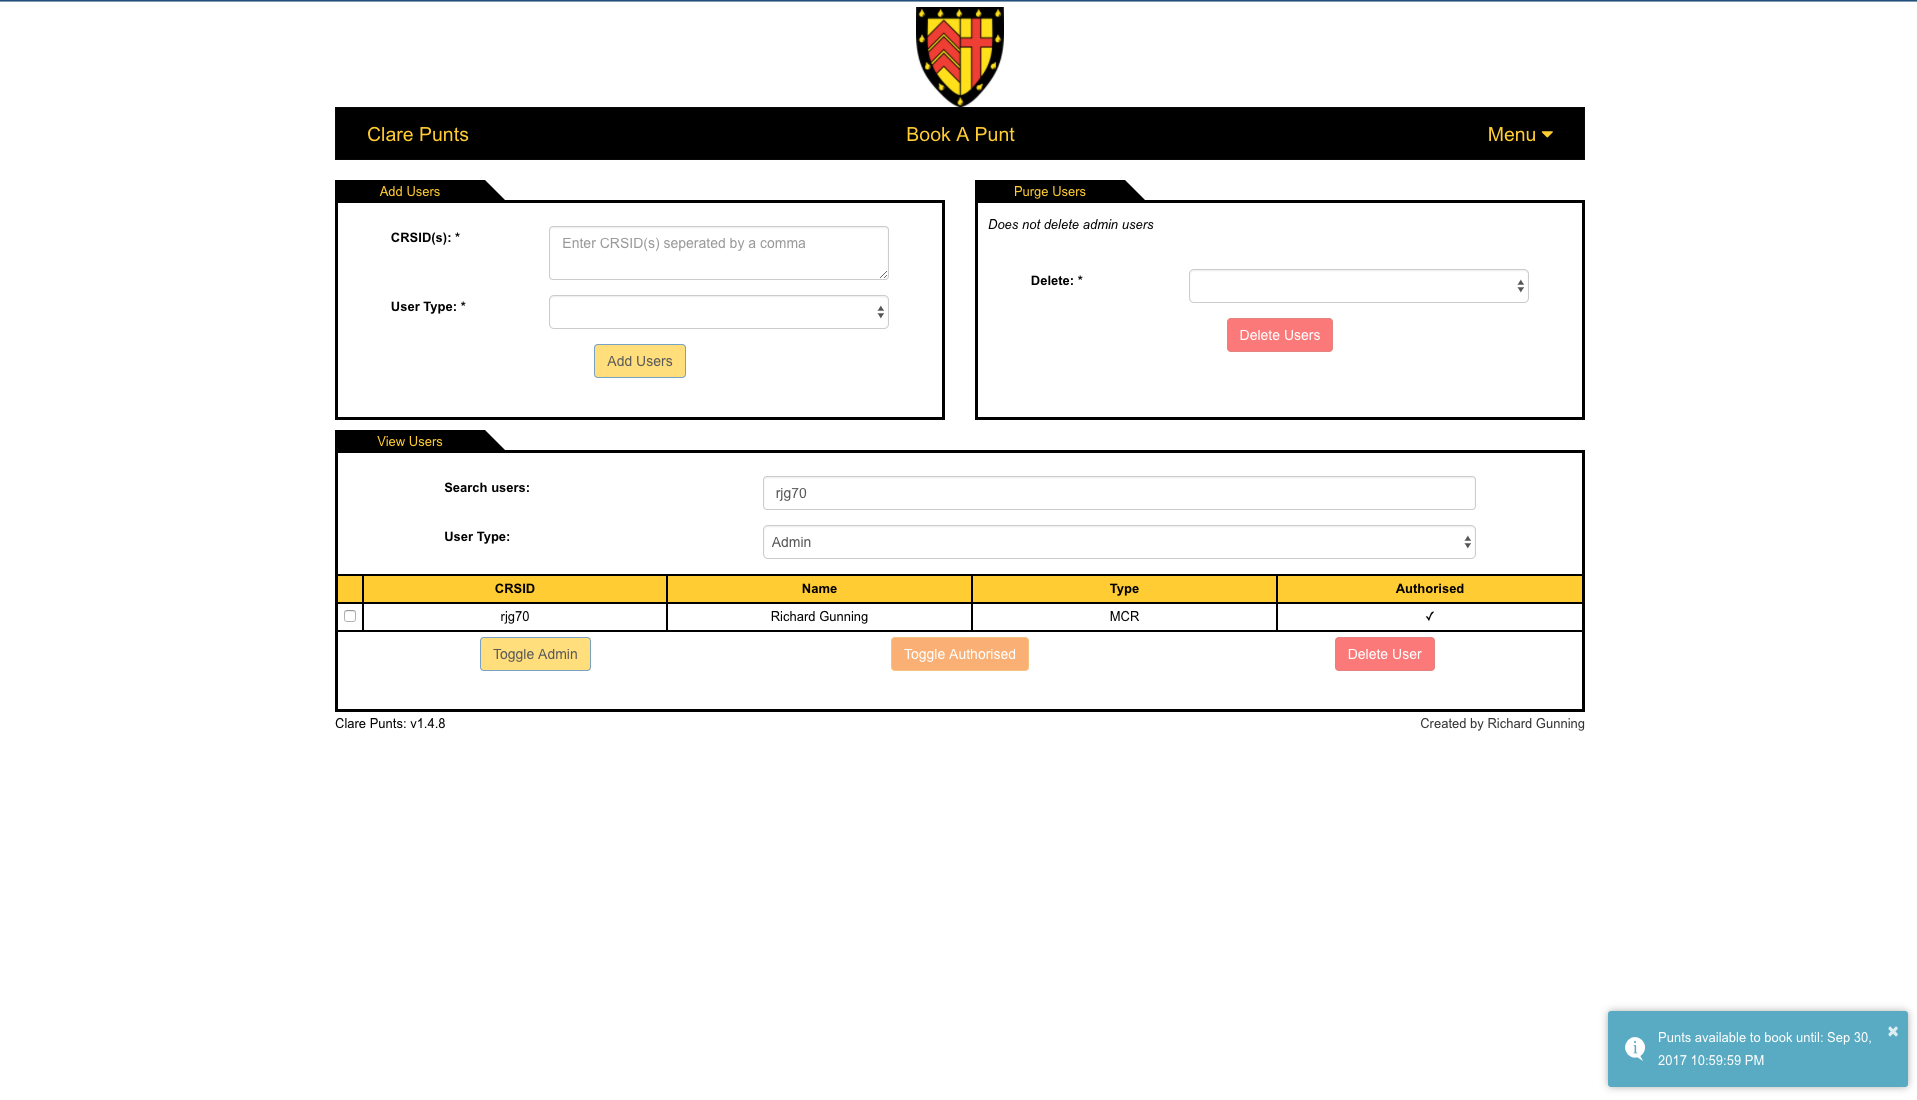 Clare Punts
Book A Punt
Menu
Add Users
CRSID(s): *
Enter CRSID(s) seperated by a comma
User Type: *
Add Users
Purge Users
Does not delete admin users
Delete: *
Delete Users
View Users
Search users:
rjg70
User Type:
Admin
CRSID Name Type Authorised
rjg70 Richard Gunning MCR ✓
Toggle Admin
Toggle Authorised
Delete User
Clare Punts: v1.4.8
Created by Richard Gunning
Punts available to book until: Sep 30,
2017 10:59:59 PM